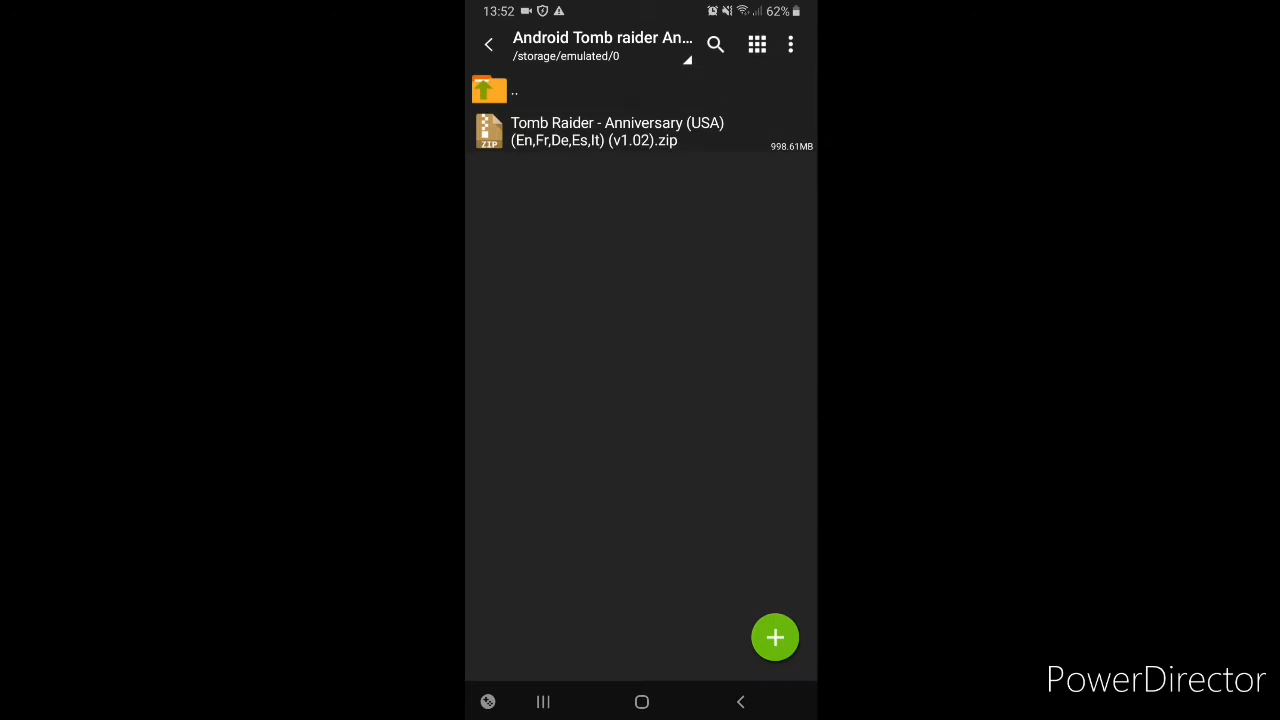 13:52
62%
Android Tomb raider An...
/storage/emulated/0
..
Tomb Raider - Anniversary (USA)
(En,Fr,De,Es,It) (v1.02).zip
ZIP
998.61MB
PowerDirector